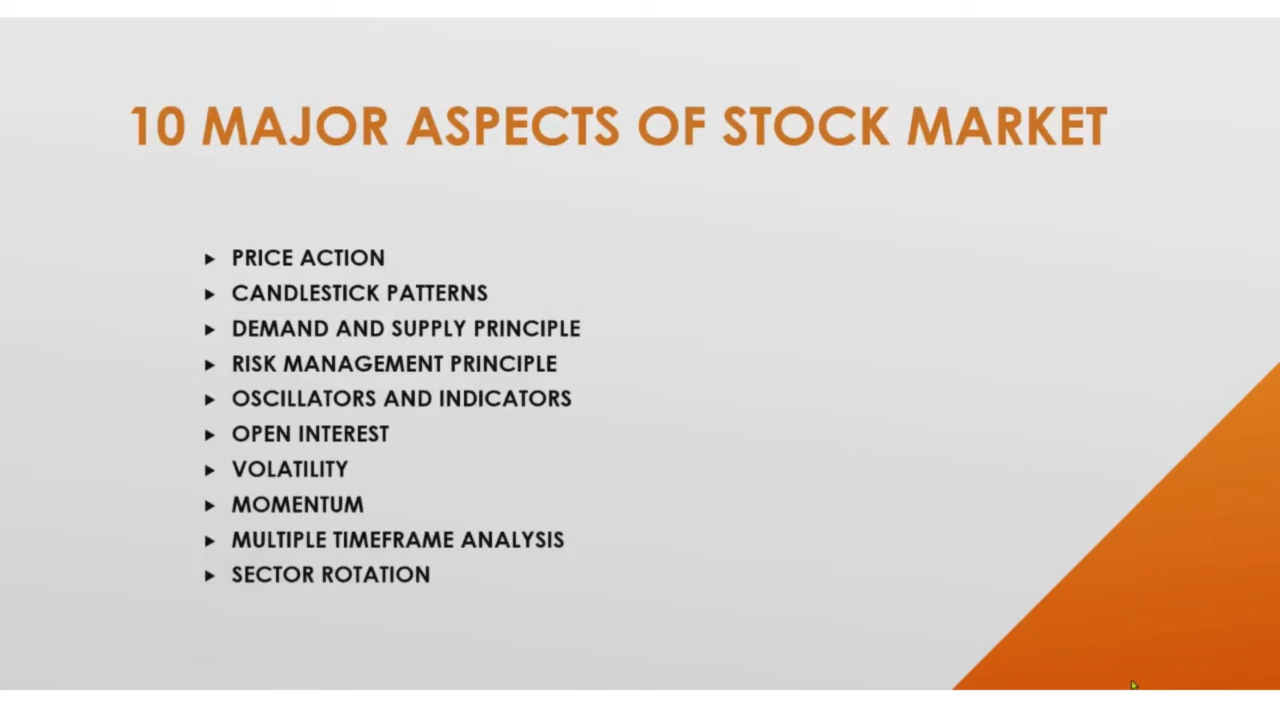 10 MAJOR ASPECTS OF STOCK MARKET
PRICE ACTION
CANDLESTICK PATTERNS
DEMAND AND SUPPLY PRINCIPLE
RISK MANAGEMENT PRINCIPLE
OSCILLATORS AND INDICATORS
OPEN INTEREST
VOLATILITY
MOMENTUM
MULTIPLE TIMEFRAME ANALYSIS
SECTOR ROTATION